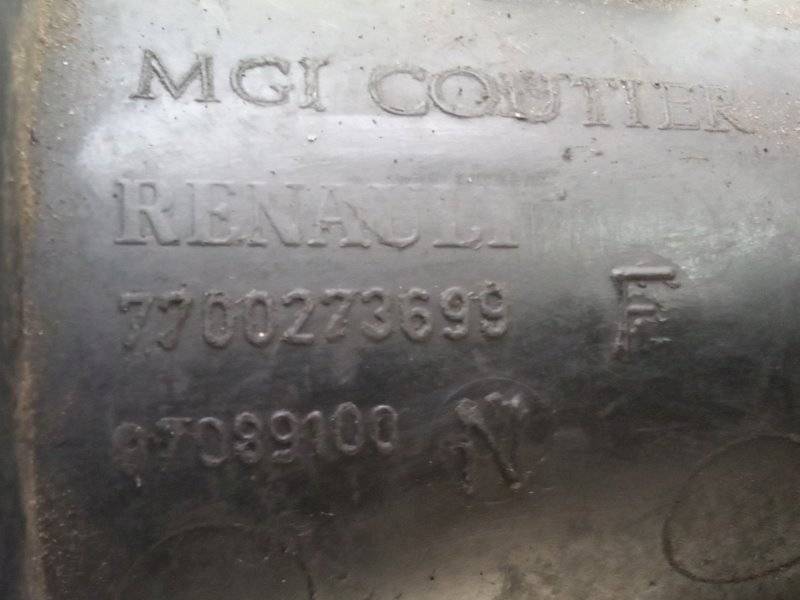 MGI COUTIER
RENAULT
7700273699 F